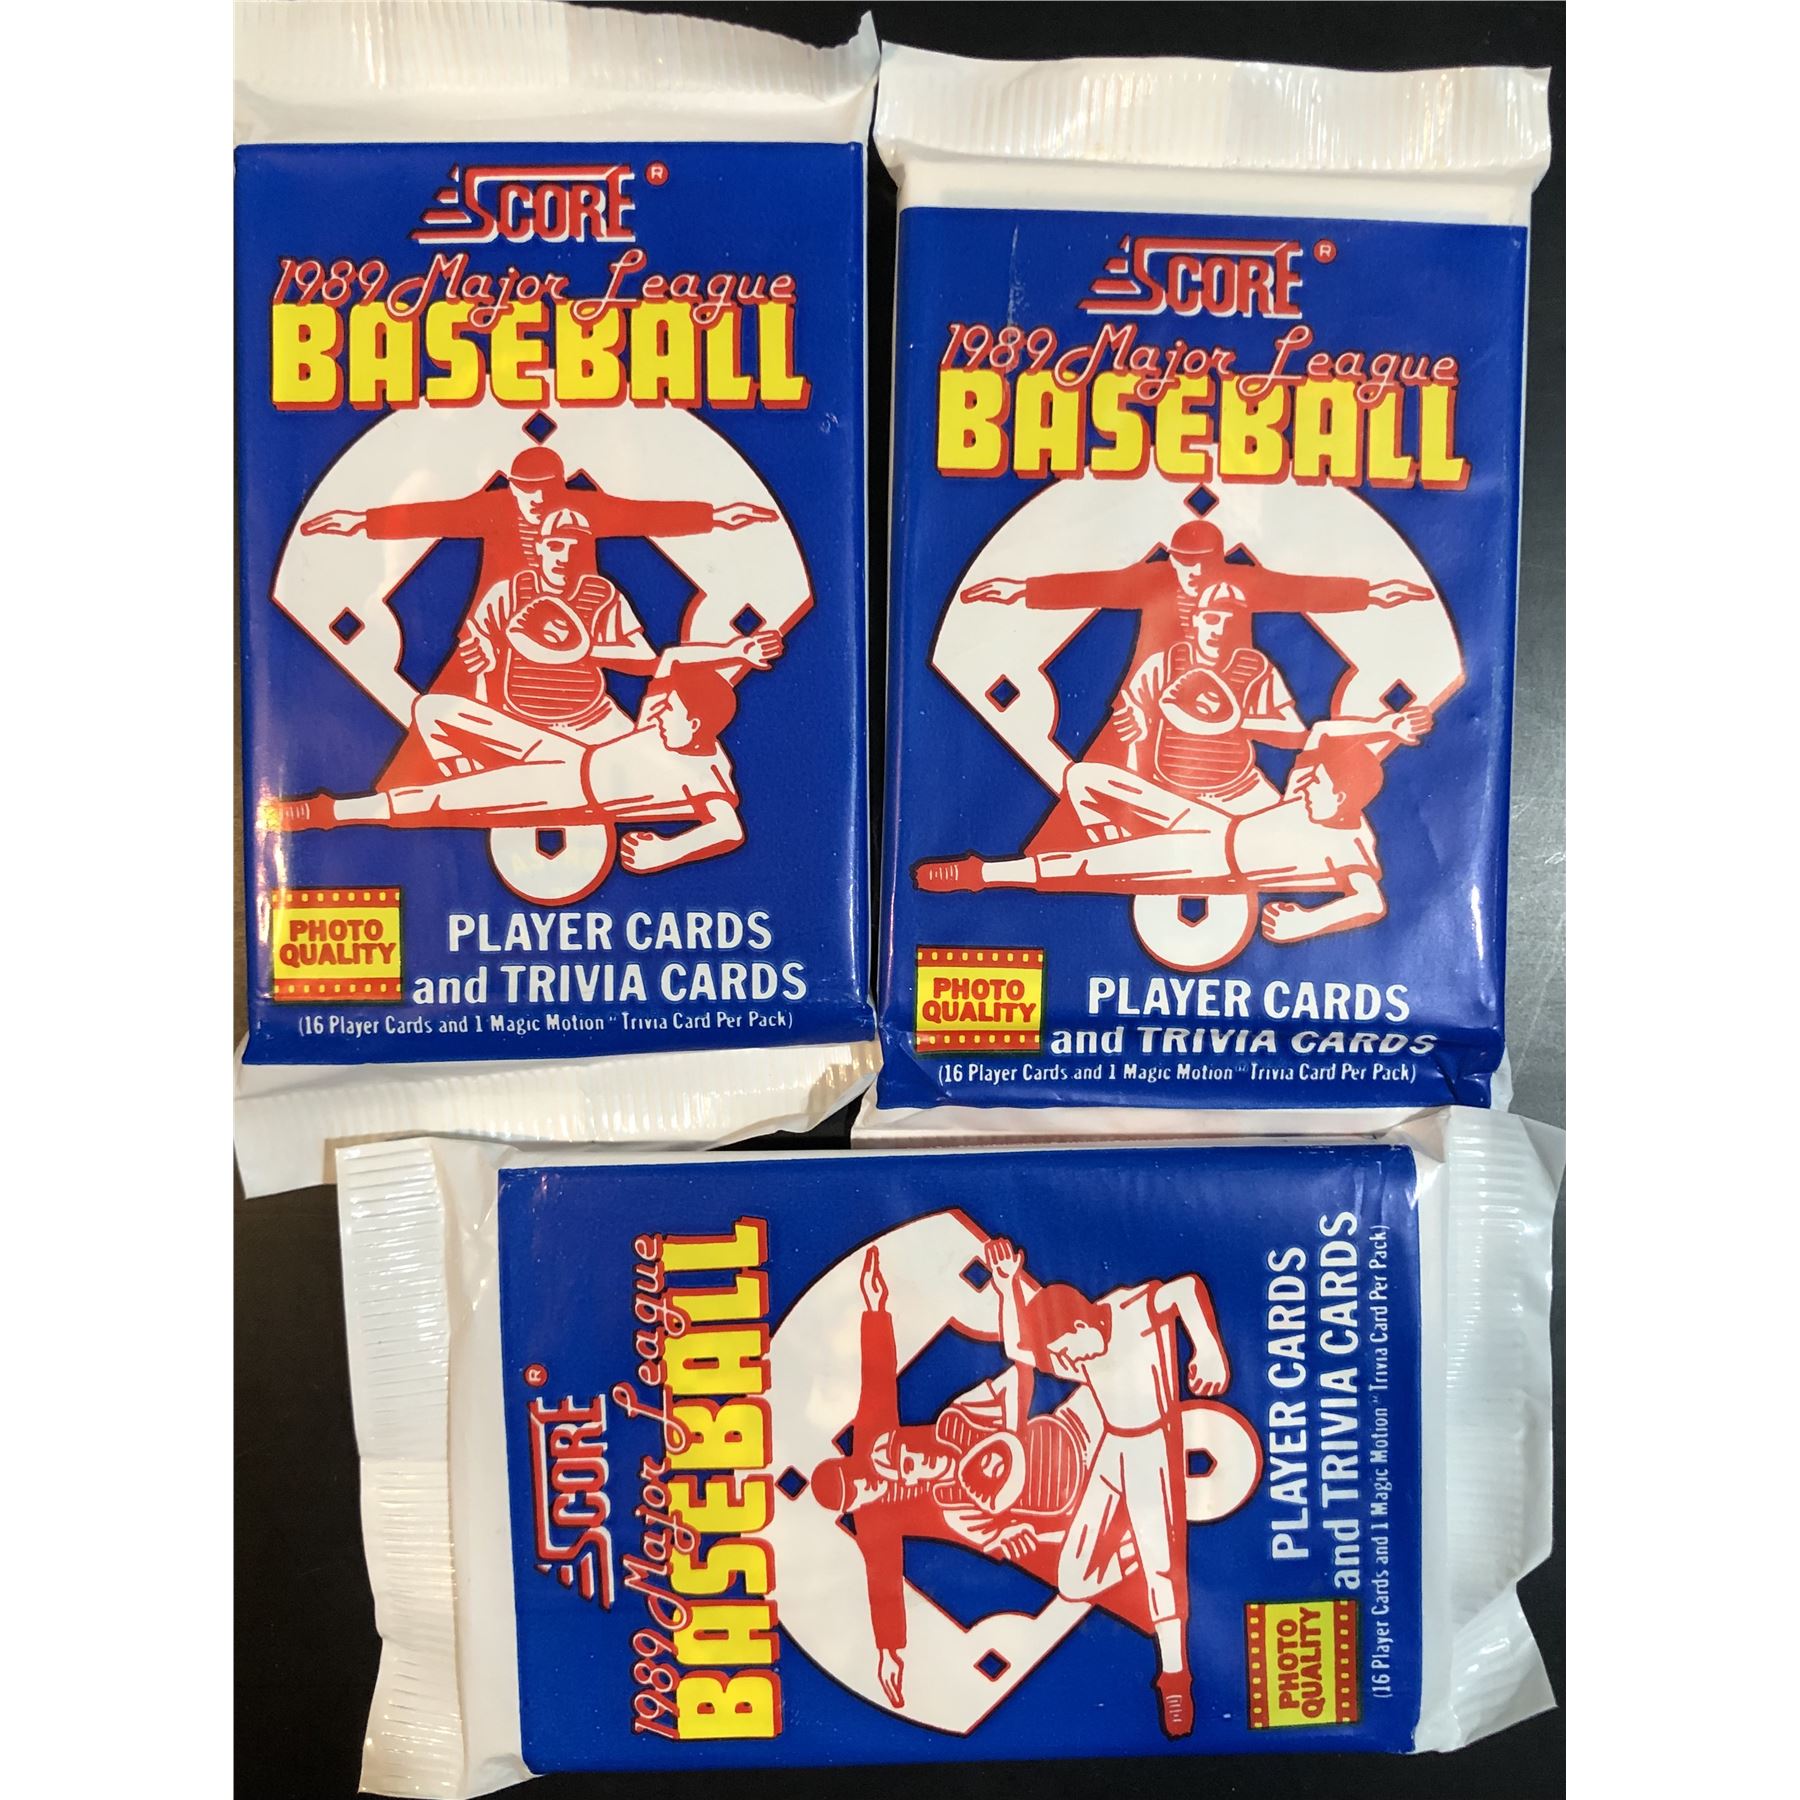 SCORE®
1989 Major League
BASEBALL
PHOTO
QUALITY
PLAYER CARDS
and TRIVIA CARDS
(16 Player Cards and 1 Magic Motion™ Trivia Card Per Pack)
SCORE®
1989 Major League
BASEBALL
PHOTO
QUALITY
PLAYER CARDS
and TRIVIA CARDS
(16 Player Cards and 1 Magic Motion™ Trivia Card Per Pack)
SCORE®
1989 Major League
BASEBALL
PHOTO
QUALITY
PLAYER CARDS
and TRIVIA CARDS
(16 Player Cards and 1 Magic Motion™ Trivia Card Per Pack)